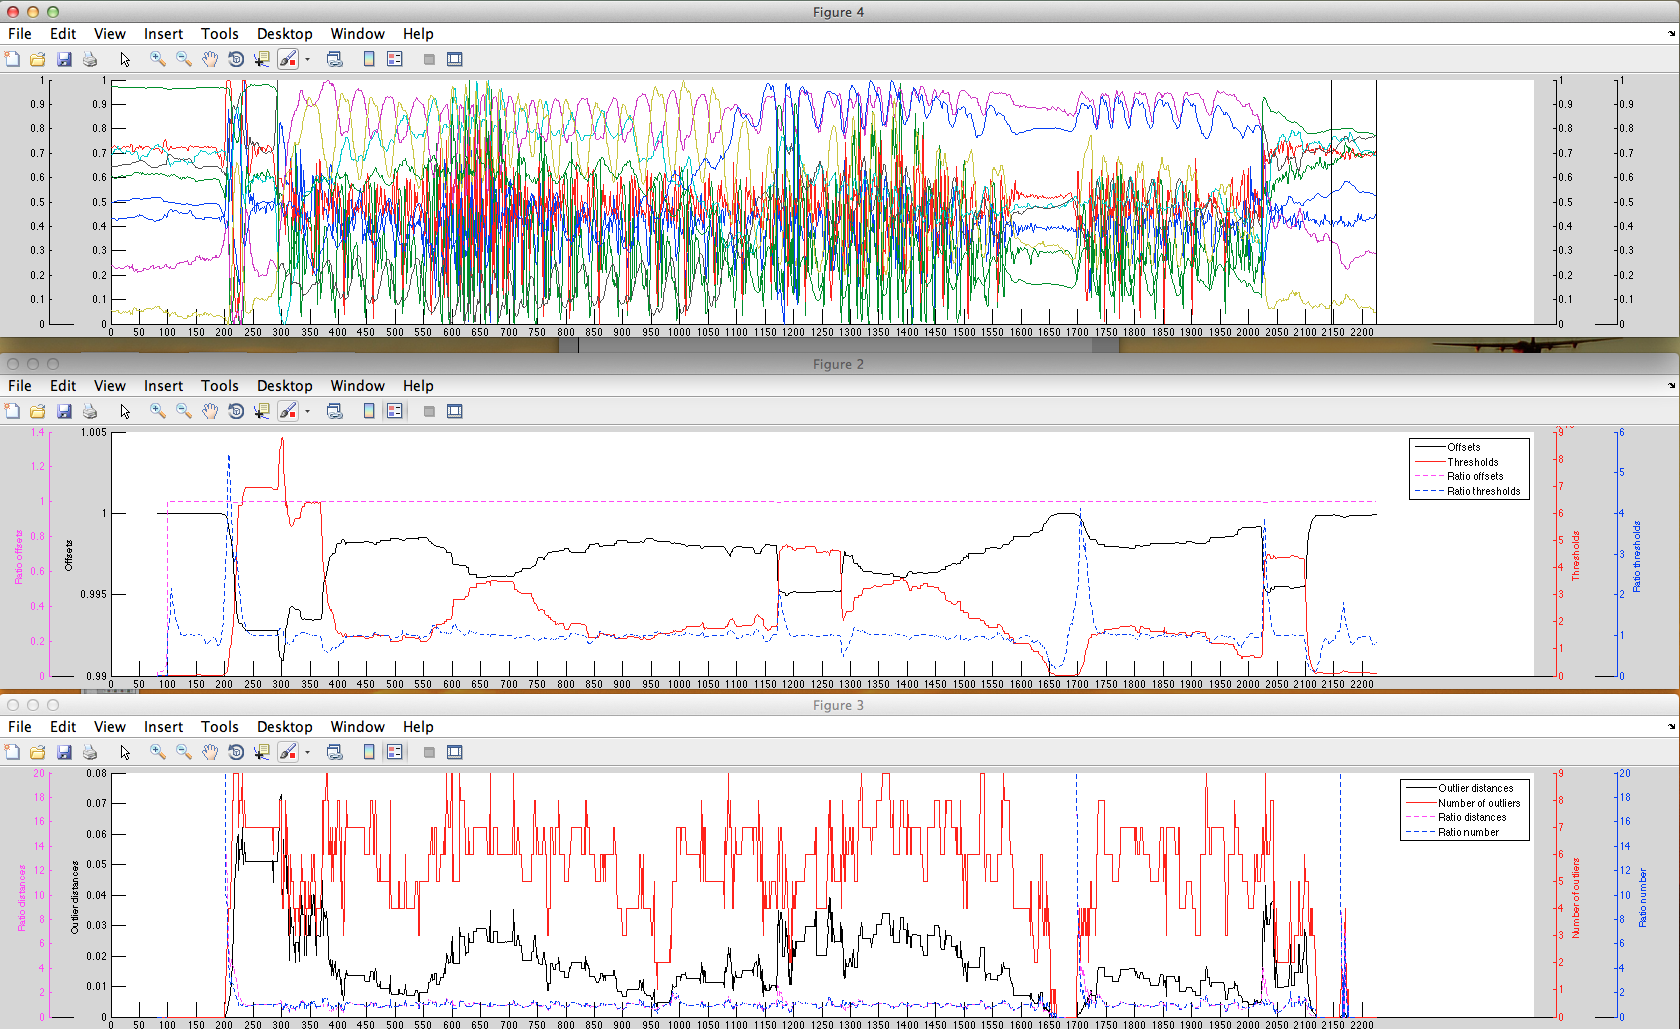 Figure 4
File Edit View Insert Tools Desktop Window Help
1 0.9 0.8 0.7 0.6 0.5 0.4 0.3 0.2 0.1 0
1 0.9 0.8 0.7 0.6 0.5 0.4 0.3 0.2 0.1 0
50 100 150 200 250 300 350 400 450 500 550 600 650 700 750 800 850 900 950 1000 1050 1100 1150 1200 1250 1300 1350 1400 1450 1500 1550 1600 1650 1700 1750 1800 1850 1900 1950 2000 2050 2100 2150 2200
1 0.9 0.8 0.7 0.6 0.5 0.4 0.3 0.2 0.1 0
1 0.9 0.8 0.7 0.6 0.5 0.4 0.3 0.2 0.1 0
Figure 2
File Edit View Insert Tools Desktop Window Help
Ratio offsets
1.4 1.2 1 0.8 0.6 0.4 0.2 0
Offsets
1.005 1 0.995 0.99
Offsets
Thresholds
Ratio offsets
Ratio thresholds
0 50 100 150 200 250 300 350 400 450 500 550 600 650 700 750 800 850 900 950 1000 1050 1100 1150 1200 1250 1300 1350 1400 1450 1500 1550 1600 1650 1700 1750 1800 1850 1900 1950 2000 2050 2100 2150 2200
9 8 7 6 5 4 3 2 1 0
Thresholds
6 5 4 3 2 1 0
Ratio thresholds
Figure 3
File Edit View Insert Tools Desktop Window Help
Ratio distances
20 18 16 14 12 10 8 6 4 2 0
Outlier distances
0.08 0.07 0.06 0.05 0.04 0.03 0.02 0.01 0
Outlier distances
Number of outliers
Ratio distances
Ratio number
0 50 100 150 200 250 300 350 400 450 500 550 600 650 700 750 800 850 900 950 1000 1050 1100 1150 1200 1250 1300 1350 1400 1450 1500 1550 1600 1650 1700 1750 1800 1850 1900 1950 2000 2050 2100 2150 2200
9 8 7 6 5 4 3 2 1 0
Number of outliers
20 18 16 14 12 10 8 6 4 2 0
Ratio number